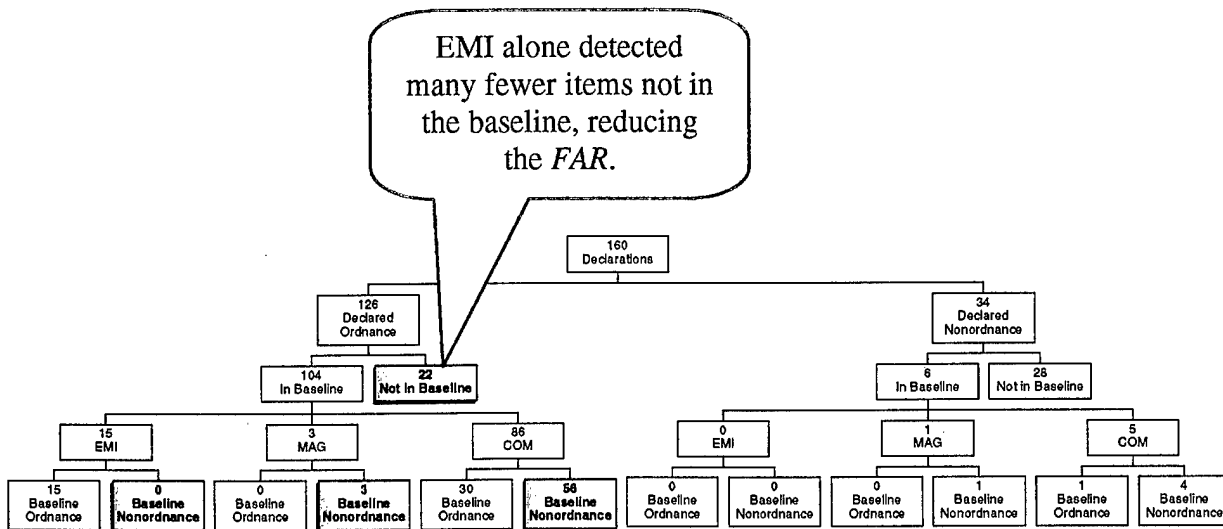 EMI alone detected
many fewer items not in
the baseline, reducing
the FAR.
160
Declarations
126
Declared
Ordnance
34
Declared
Nonordnance
104
In Baseline
22
Not in Baseline
6
In Baseline
28
Not in Baseline
15
EMI
3
MAG
86
COM
0
EMI
1
MAG
5
COM
15
Baseline
Ordnance
0
Baseline
Nonordnance
0
Baseline
Ordnance
3
Baseline
Nonordnance
30
Baseline
Ordnance
56
Baseline
Nonordnance
0
Baseline
Ordnance
0
Baseline
Nonordnance
0
Baseline
Ordnance
1
Baseline
Nonordnance
1
Baseline
Ordnance
4
Baseline
Nonordnance